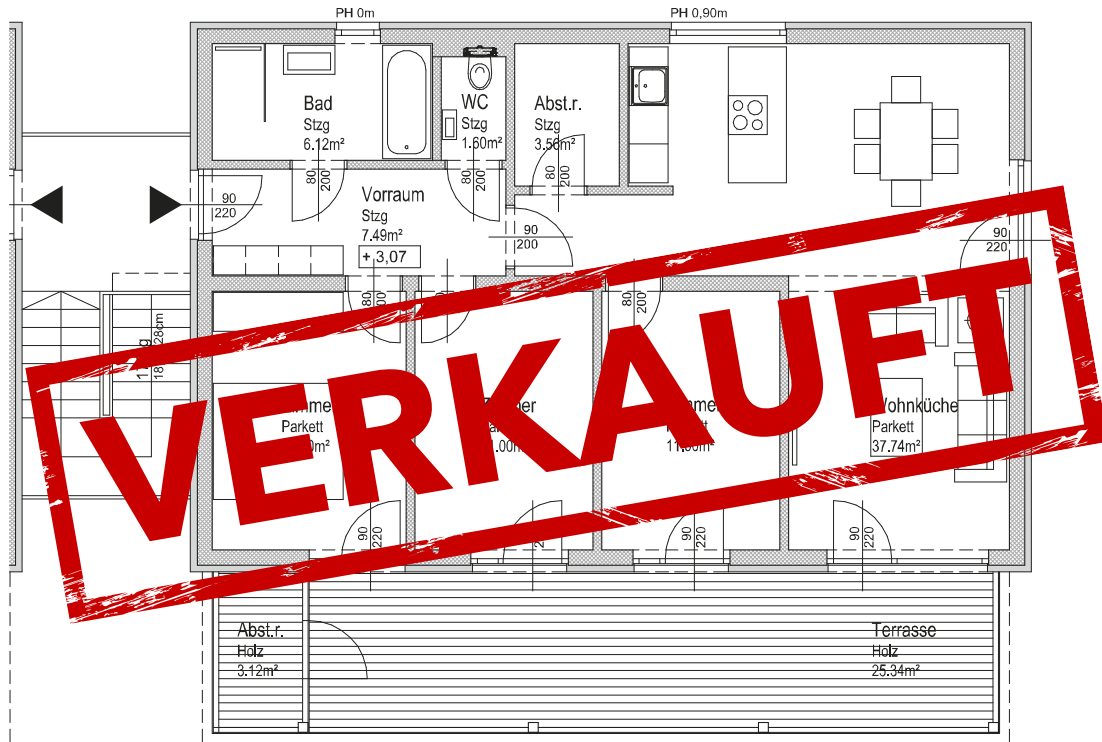 PH 0m
PH 0,90m
Bad
Stzg
6.12m²
WC
Stzg
1.60m²
Abst.r.
Stzg
3.56m²
80
200
80
200
80
200
Vorraum
Stzg
7.49m²
+ 3,07
90
220
90
200
90
220
80
200
80
200
VERKAUFT
Parkett
Wohnküche
Parkett
37.74m²
90
220
90
220
90
220
90
220
Abst.r.
Holz
3.12m²
Terrasse
Holz
25.34m²